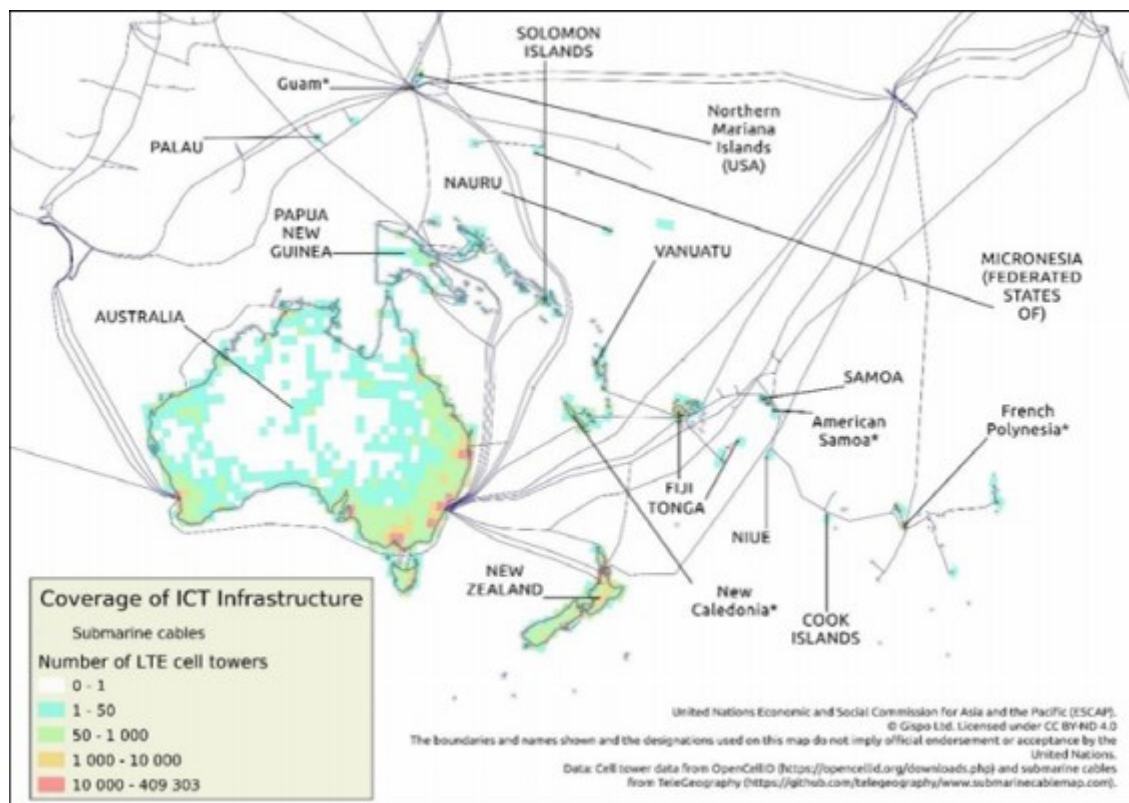 SOLOMON
ISLANDS
Guam*
Northern
Mariana
Islands
(USA)
PALAU
NAURU
PAPUA
NEW
GUINEA
VANUATU
MICRONESIA
(FEDERATED
STATES
OF)
AUSTRALIA
SAMOA
American
Samoa*
French
Polynesia*
FIJI
TONGA
NIUE
NEW
ZEALAND
New
Caledonia*
COOK
ISLANDS
Coverage of ICT Infrastructure
Submarine cables
Number of LTE cell towers
0 - 1
1 - 50
50 - 1 000
1 000 - 10 000
10 000 - 409 303
United Nations Economic and Social Commission for Asia and the Pacific (ESCAP).
© Gispo Ltd. Licensed under CC BY-ND 4.0
The boundaries and names shown and the designations used on this map do not imply official endorsement or acceptance by the
United Nations.
Data: Cell tower data from OpenCellID (https://opencellid.org/downloads.php) and submarine cables
from TeleGeography (https://github.com/telegeography/www.submarinecablemap.com).